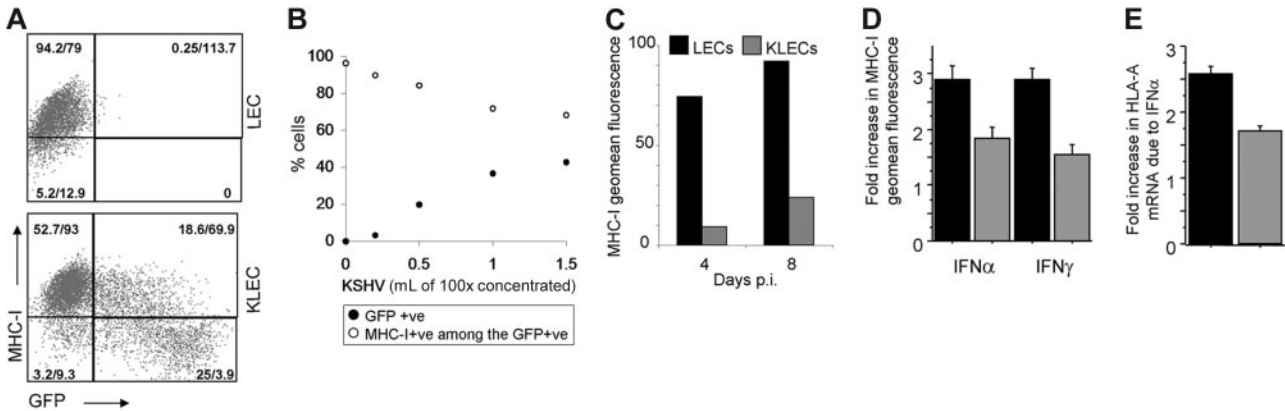 A
94.2/79 0.25/113.7
5.2/12.9 0
LEC
52.7/93 18.6/69.9
3.2/9.3 25/3.9
KLEC
MHC-I
GFP
B
100
80
60
40
20
0
% cells
0 0.5 1 1.5
KSHV (mL of 100x concentrated)
GFP +ve
MHC-I+ve among the GFP+ve
C
LECs KLECs
100
0
MHC-I geomean fluorescence
4 8
Days p.i.
D
Fold increase in MHC-I
geomean fluorescence
3
2
1
0
IFNα IFNγ
E
Fold increase in HLA-A
mRNA due to IFNα
3
2
1
0